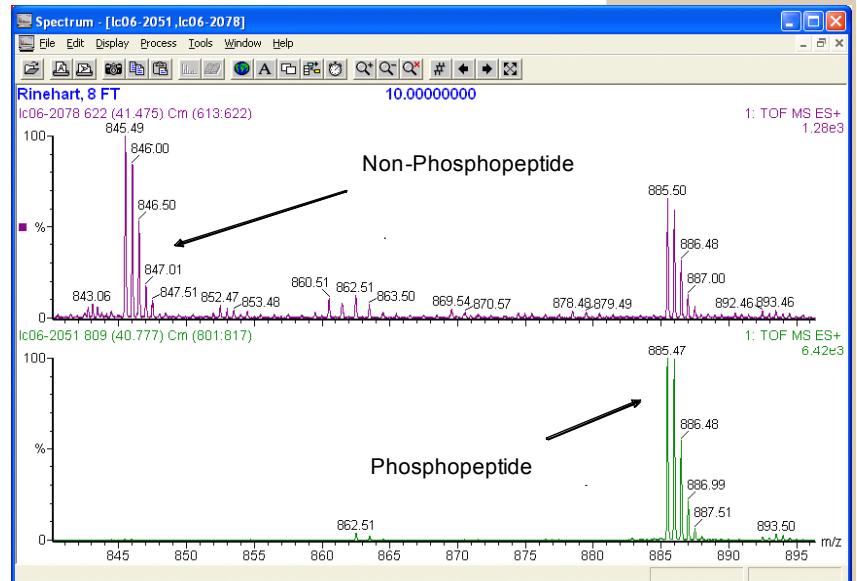 Spectrum - [lc06-2051,lc06-2078]
File Edit Display Process Tools Window Help
Rinehart, 8 FT 10.00000000
lc06-2078 622 (41.475) Cm (613:622) 1: TOF MS ES+
1.28e3
845.49
100
846.00
Non-Phosphopeptide
846.50
885.50
%
886.48
847.01
887.00
843.06 847.51 852.47 853.48 860.51 862.51 863.50 869.54 870.57 878.48 879.49 892.46 893.46
0
lc06-2051 809 (40.777) Cm (801:817) 1: TOF MS ES+
6.42e3
885.47
100
886.48
%
Phosphopeptide
886.99
887.51
862.51 893.50
0
m/z
845 850 855 860 865 870 875 880 885 890 895